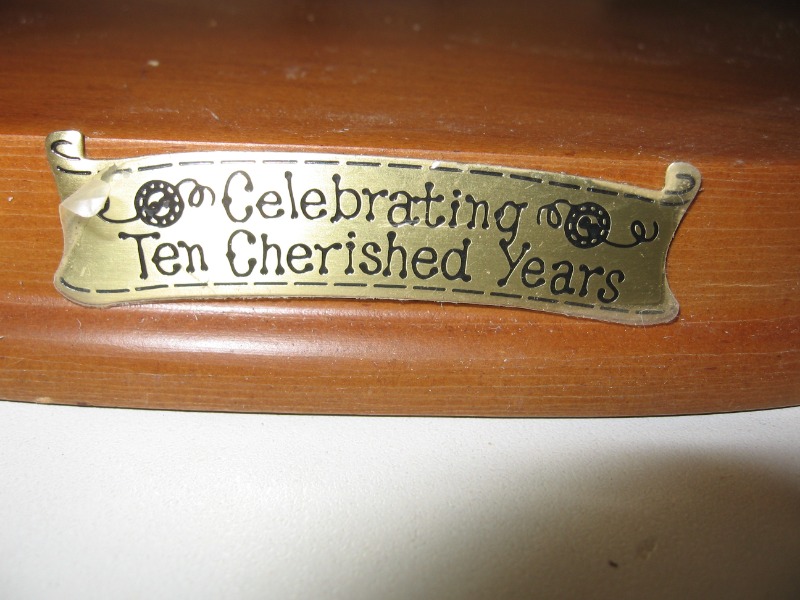 Celebrating
Ten Cherished Years